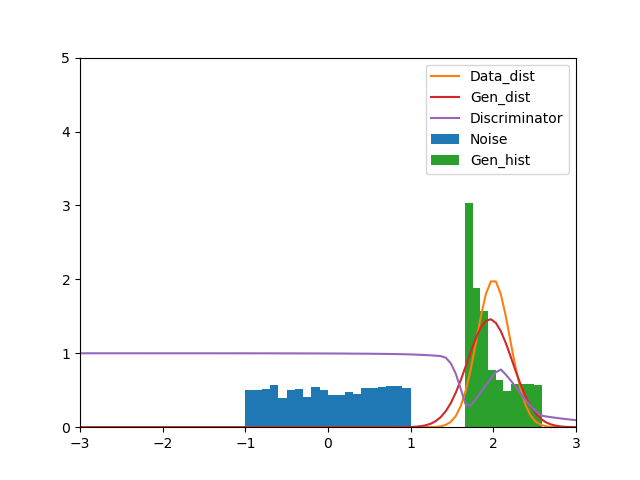 5
4
3
2
1
0
−3
−2
−1
0
1
2
3
Data_dist
Gen_dist
Discriminator
Noise
Gen_hist